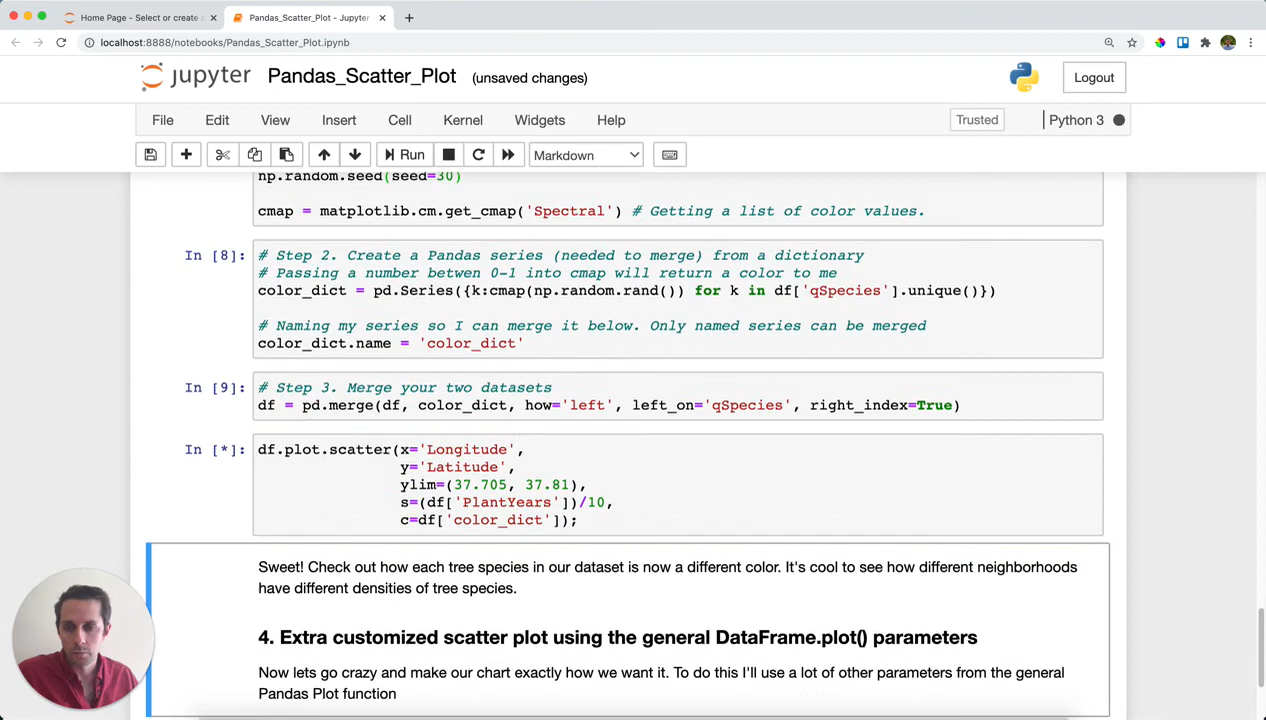 Home Page - Select or create a
Pandas_Scatter_Plot - Jupyter
localhost:8888/notebooks/Pandas_Scatter_Plot.ipynb
jupyter Pandas_Scatter_Plot (unsaved changes) Logout
File Edit View Insert Cell Kernel Widgets Help Trusted Python 3
Run Markdown
np.random.seed(seed=30)
cmap = matplotlib.cm.get_cmap('Spectral') # Getting a list of color values.
In [8]: # Step 2. Create a Pandas series (needed to merge) from a dictionary
# Passing a number betwen 0-1 into cmap will return a color to me
color_dict = pd.Series({k:cmap(np.random.rand()) for k in df['qSpecies'].unique()})
# Naming my series so I can merge it below. Only named series can be merged
color_dict.name = 'color_dict'
In [9]: # Step 3. Merge your two datasets
df = pd.merge(df, color_dict, how='left', left_on='qSpecies', right_index=True)
In [*]: df.plot.scatter(x='Longitude',
y='Latitude',
ylim=(37.705, 37.81),
s=(df['PlantYears'])/10,
c=df['color_dict']);
Sweet! Check out how each tree species in our dataset is now a different color. It's cool to see how different neighborhoods
have different densities of tree species.
4. Extra customized scatter plot using the general DataFrame.plot() parameters
Now lets go crazy and make our chart exactly how we want it. To do this I'll use a lot of other parameters from the general
Pandas Plot function